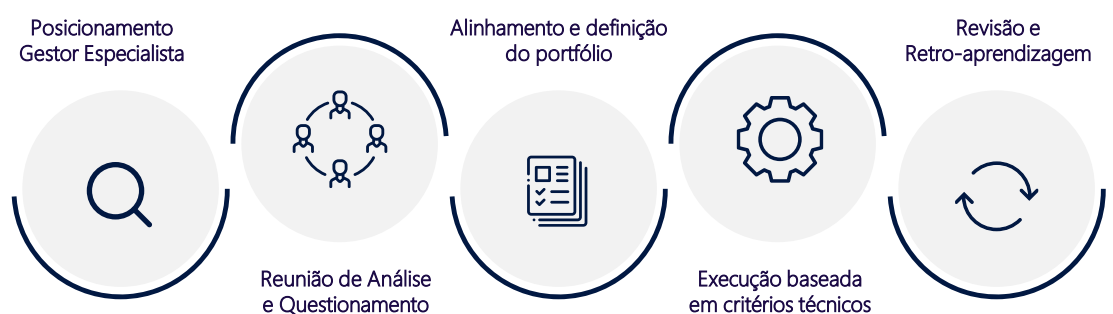 Posicionamento
Gestor Especialista
Reunião de Análise
e Questionamento
Alinhamento e definição
do portfólio
Execução baseada
em critérios técnicos
Revisão e
Retro-aprendizagem